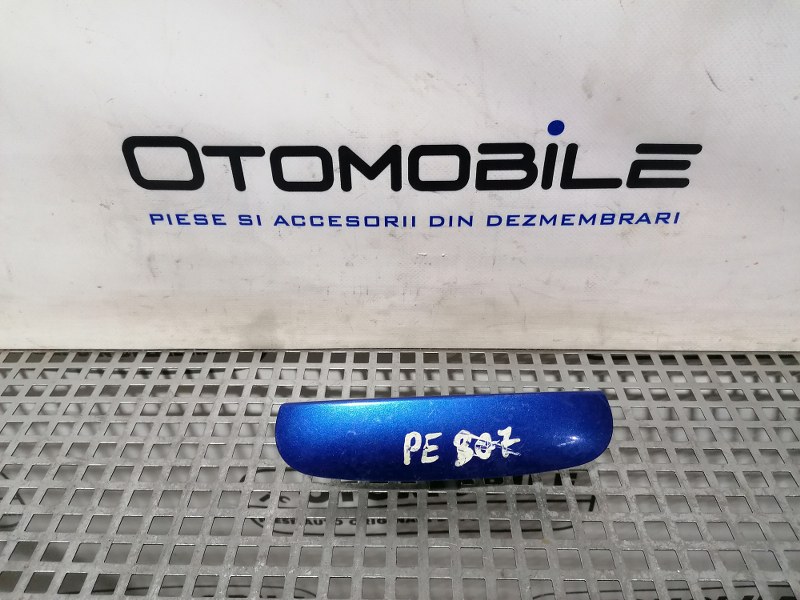 OTOMOBILE
PIESE SI ACCESORII DIN DEZMEMBRARI
PE 807